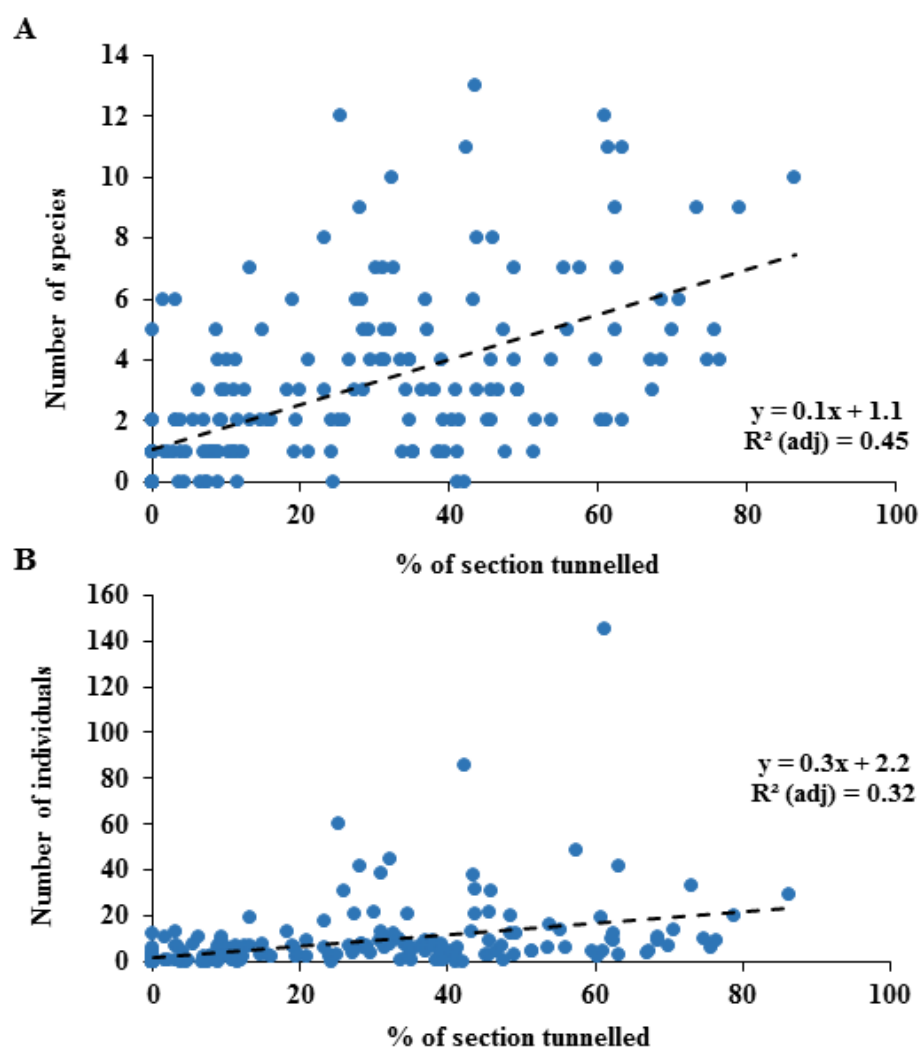 A
14
12
10
8
6
4
2
0
Number of species
y = 0.1x + 1.1
R² (adj) = 0.45
0 20 40 60 80 100
% of section tunnelled
B
160
140
120
100
80
60
40
20
0
Number of individuals
y = 0.3x + 2.2
R² (adj) = 0.32
0 20 40 60 80 100
% of section tunnelled